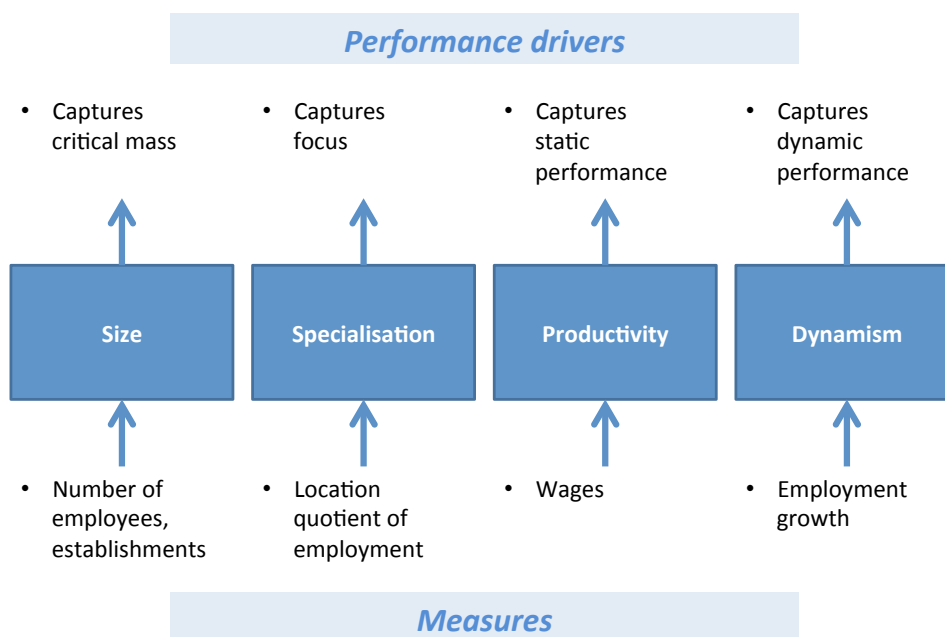 Performance drivers
• Captures
critical mass
• Captures
focus
• Captures
static
performance
• Captures
dynamic
performance
Size
Specialisation
Productivity
Dynamism
• Number of
employees,
establishments
• Location
quotient of
employment
• Wages
• Employment
growth
Measures